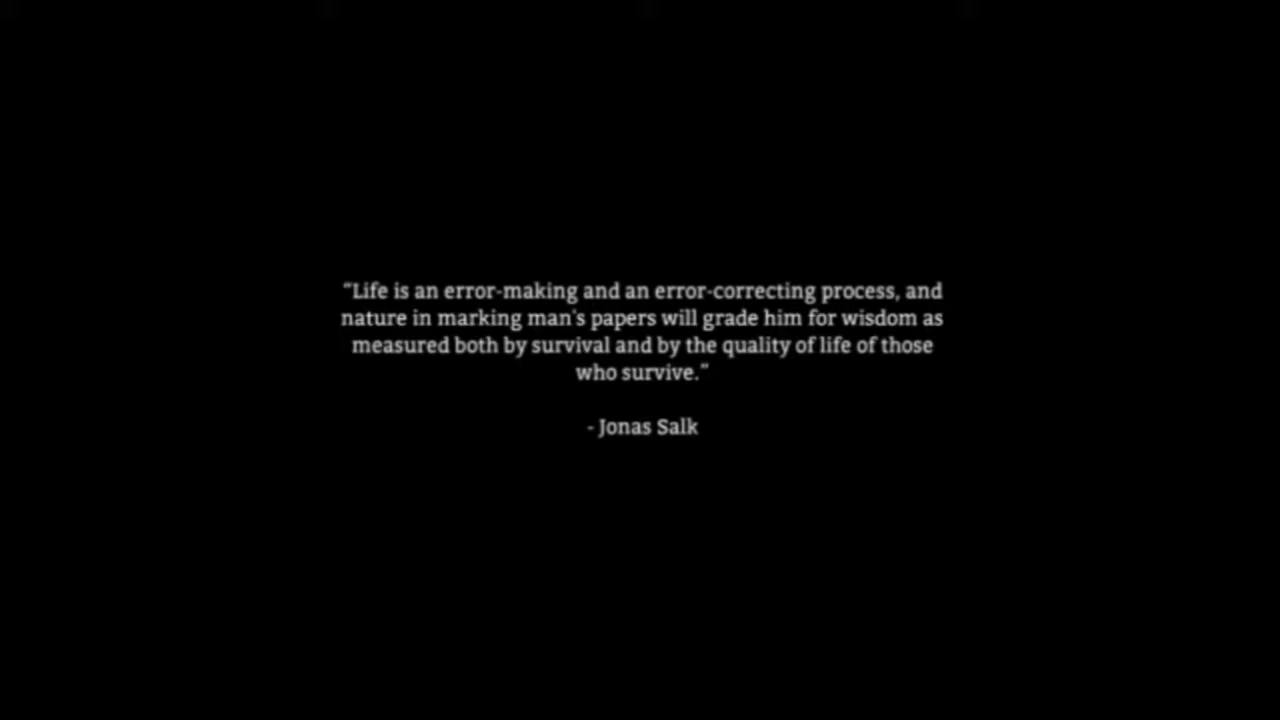 “Life is an error-making and an error-correcting process, and
nature in marking man's papers will grade him for wisdom as
measured both by survival and by the quality of life of those
who survive.”
- Jonas Salk